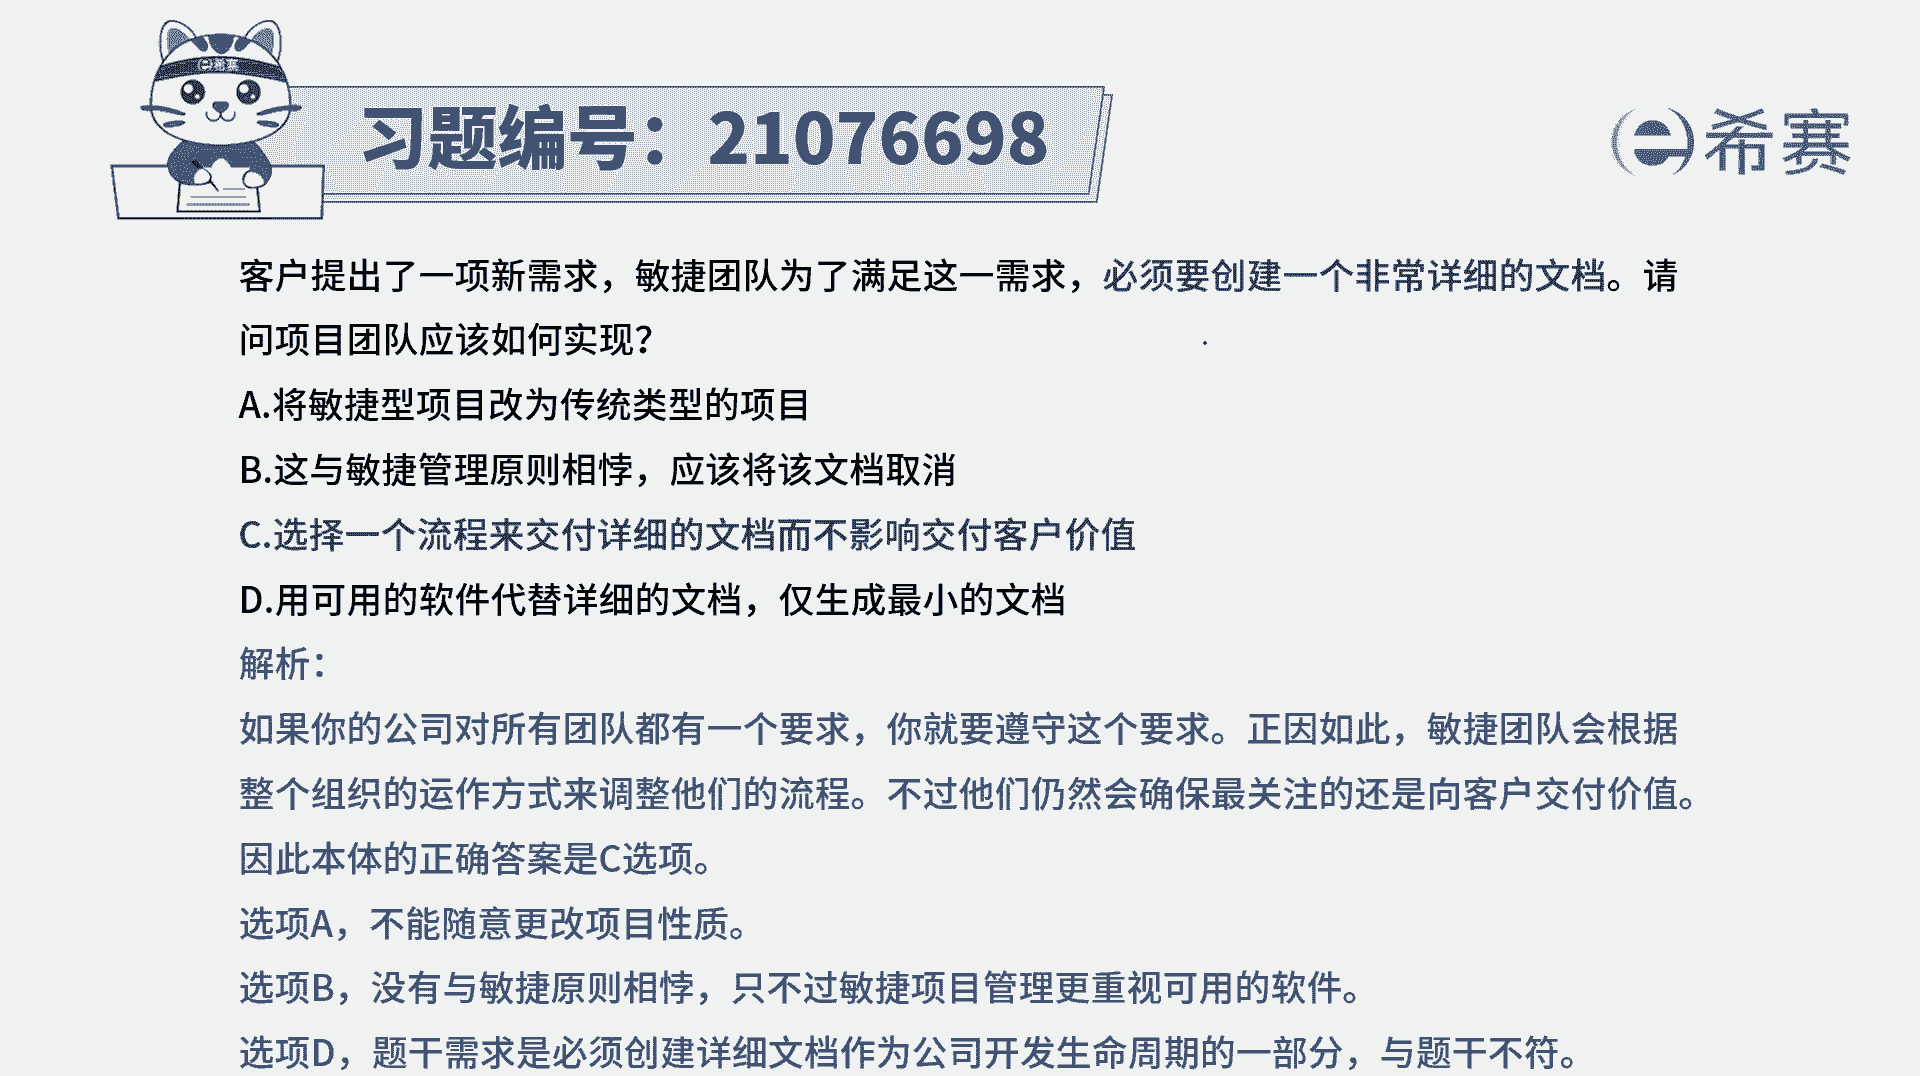 希赛
习题编号：21076698
希赛
客户提出了一项新需求，敏捷团队为了满足这一需求，必须要创建一个非常详细的文档。请
问项目团队应该如何实现？
A.将敏捷型项目改为传统类型的项目
B.这与敏捷管理原则相悖，应该将该文档取消
C.选择一个流程来交付详细的文档而不影响交付客户价值
D.用可用的软件代替详细的文档，仅生成最小的文档
解析：
如果你的公司对所有团队都有一个要求，你就要遵守这个要求。正因如此，敏捷团队会根据
整个组织的运作方式来调整他们的流程。不过他们仍然会确保最关注的还是向客户交付价值。
因此本体的正确答案是C选项。
选项A，不能随意更改项目性质。
选项B，没有与敏捷原则相悖，只不过敏捷项目管理更重视可用的软件。
选项D，题干需求是必须创建详细文档作为公司开发生命周期的一部分，与题干不符。